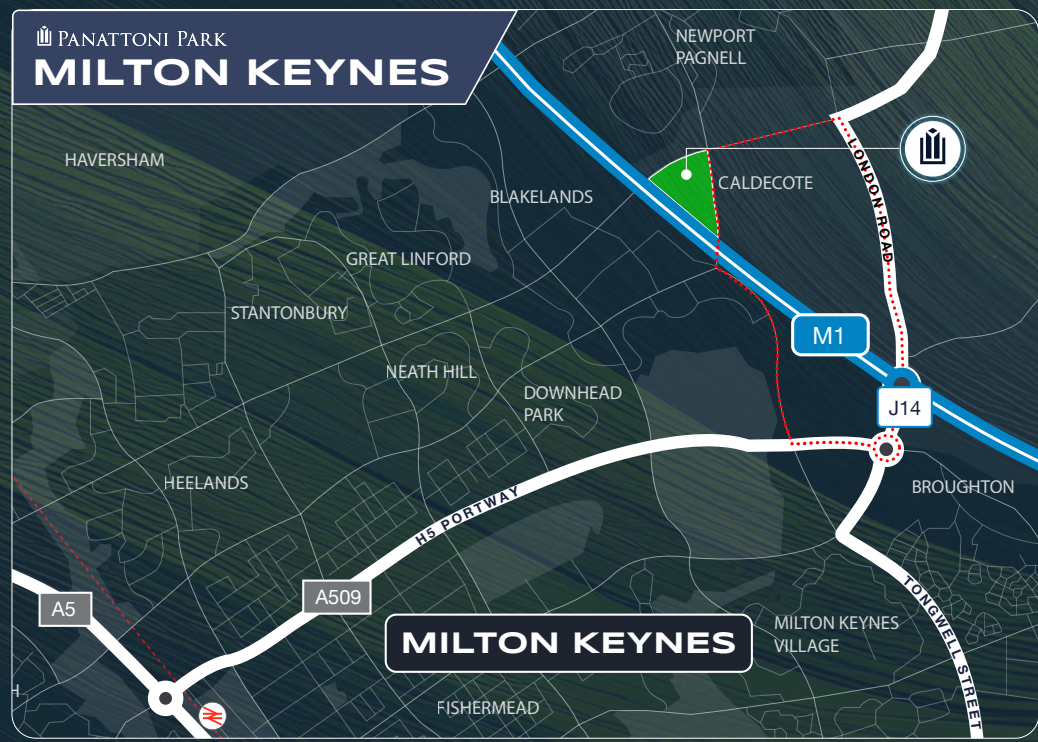 PANATTONI PARK
MILTON KEYNES
NEWPORT
PAGNELL
HAVERSHAM
BLAKELANDS
CALDECOTE
LONDON ROAD
GREAT LINFORD
STANTONBURY
M1
NEATH HILL
DOWNHEAD
PARK
J14
HEELANDS
BROUGHTON
H5 PORTWAY
A5
A509
MILTON KEYNES
MILTON KEYNES
VILLAGE
TONGWELL STREET
H
FISHERMEAD